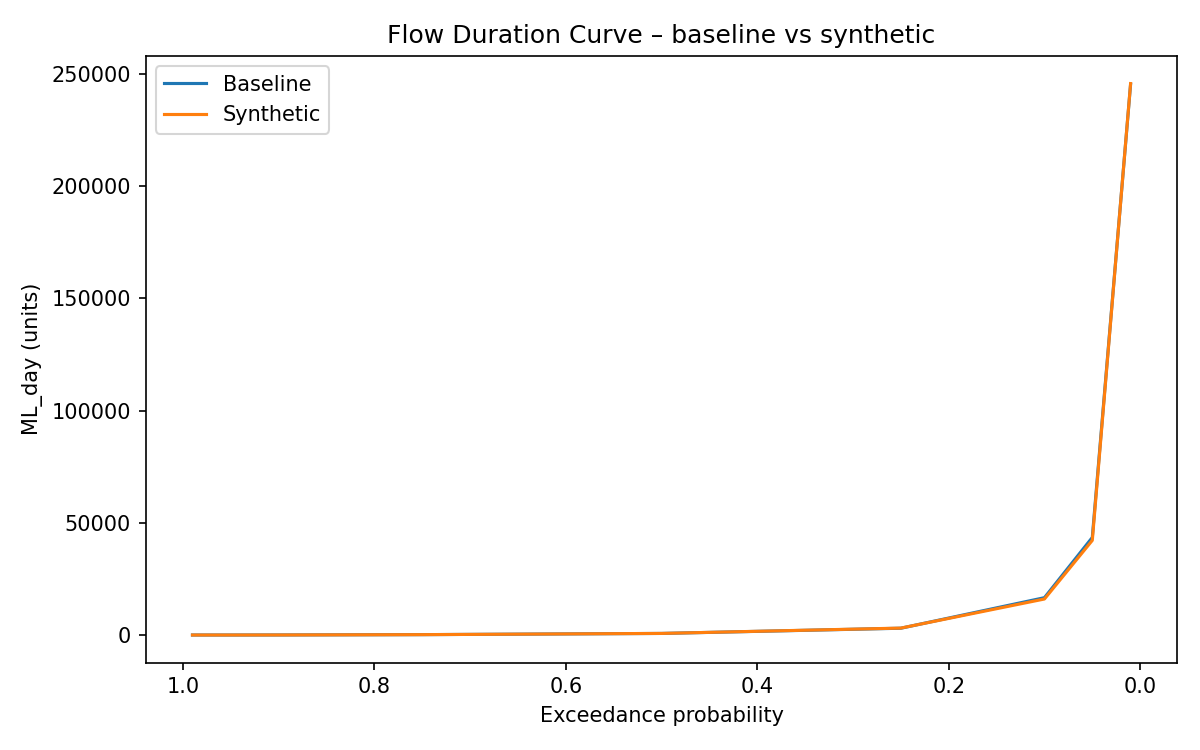 Flow Duration Curve – baseline vs synthetic
Baseline
Synthetic
250000
200000
150000
100000
50000
0
ML_day (units)
1.0
0.8
0.6
0.4
0.2
0.0
Exceedance probability